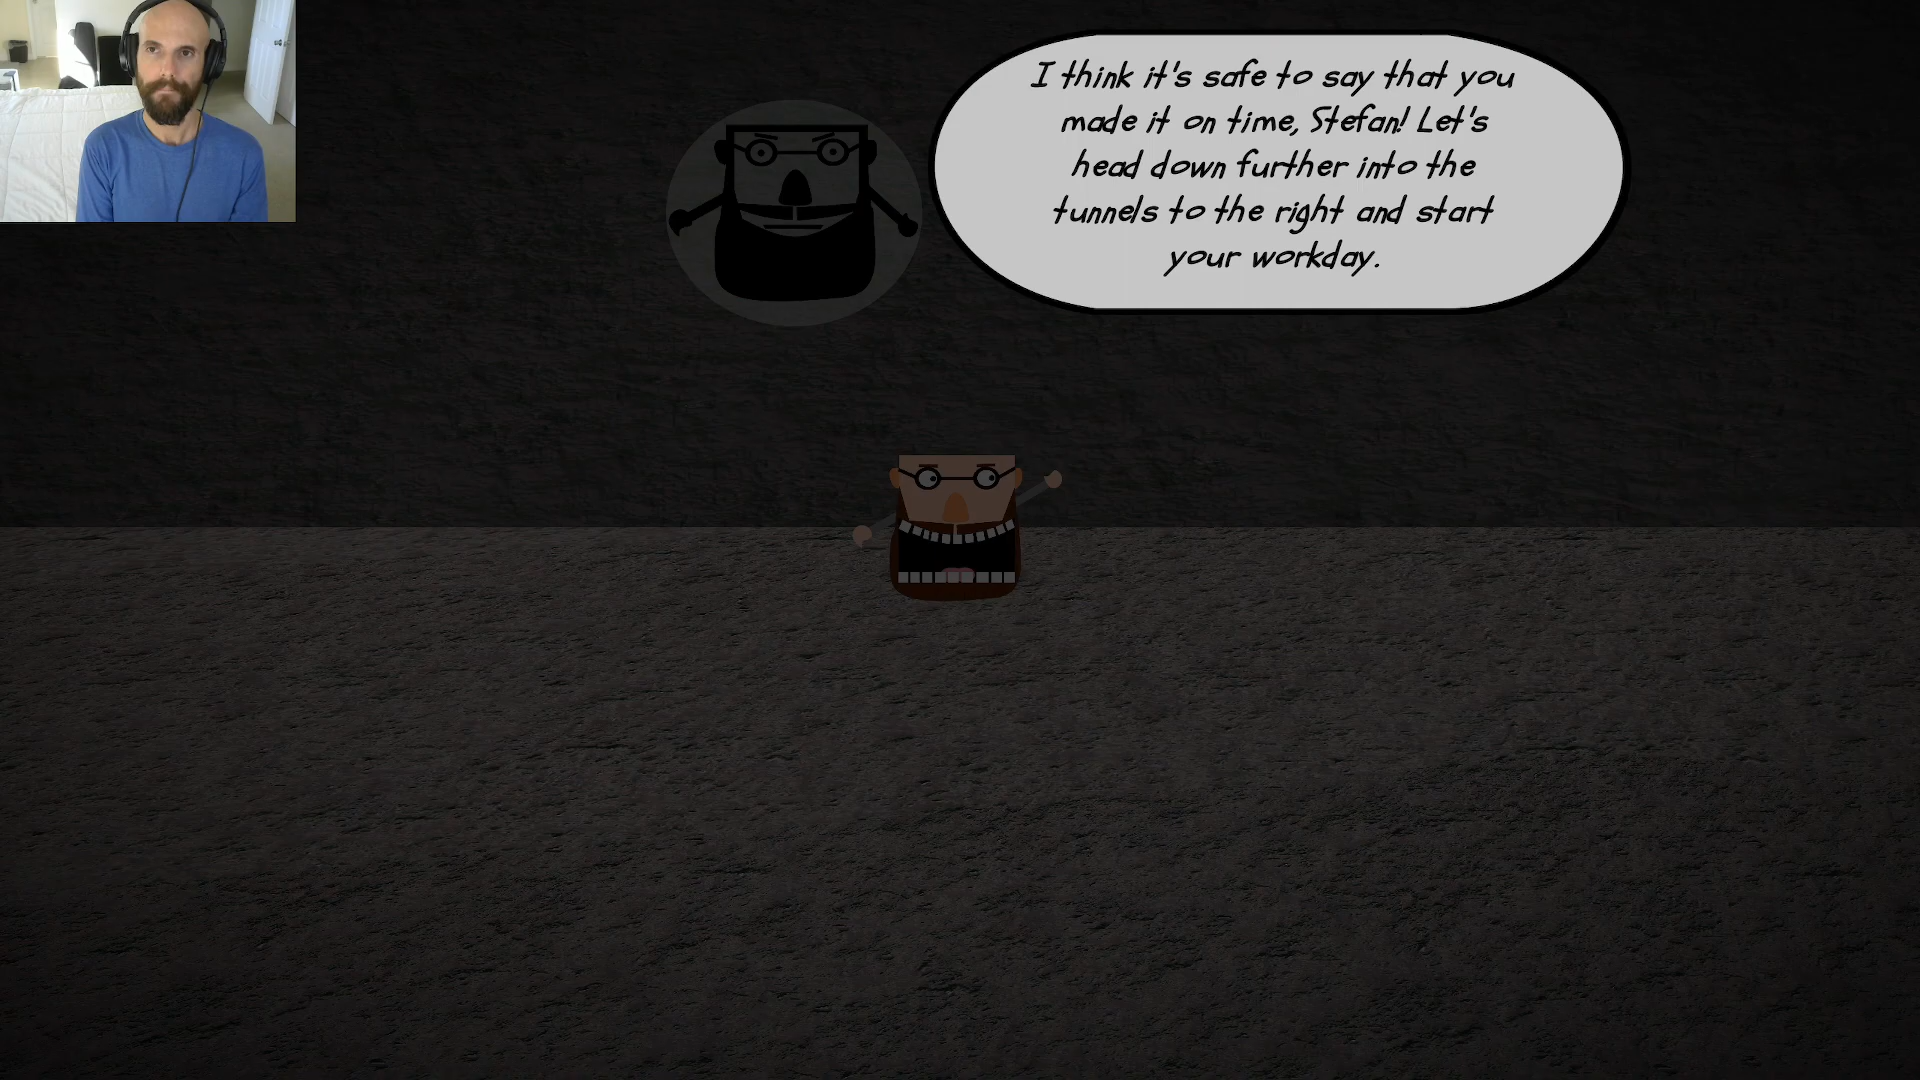 I think it's safe to say that you
made it on time, Stefan! Let's
head down further into the
tunnels to the right and start
your workday.